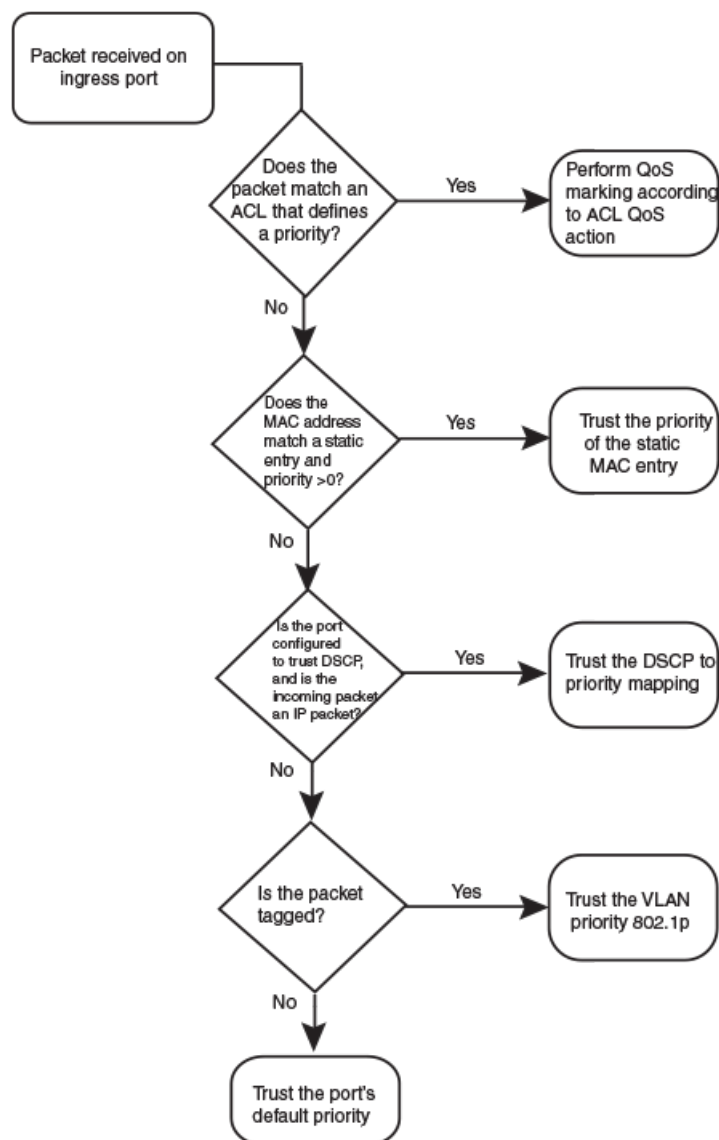 Packet received on
ingress port
Does the
packet match an
ACL that defines
a priority?
Yes
Perform QoS
marking according
to ACL QoS
action
No
Does the
MAC address
match a static
entry and
priority >0?
Yes
Trust the priority
of the static
MAC entry
No
Is the port
configured
to trust DSCP,
and is the
incoming packet
an IP packet?
Yes
Trust the DSCP to
priority mapping
No
Is the packet
tagged?
Yes
Trust the VLAN
priority 802.1p
No
Trust the port's
default priority